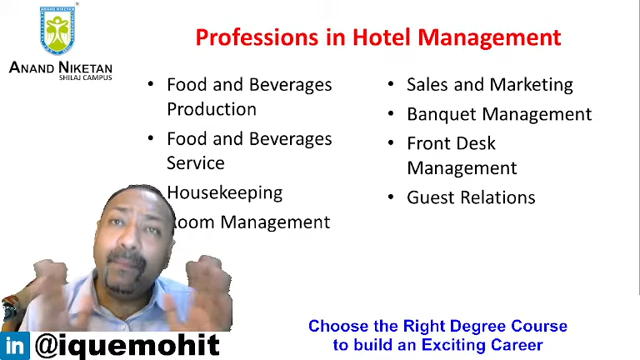 Professions in Hotel Management
ANAND NIKETAN
SHILAJ CAMPUS
• Food and Beverages
Production
• Food and Beverages
Service
Housekeeping
Room Management
• Sales and Marketing
• Banquet Management
• Front Desk
Management
• Guest Relations
Choose the Right Degree Course
to build an Exciting Career
in @iquemohit